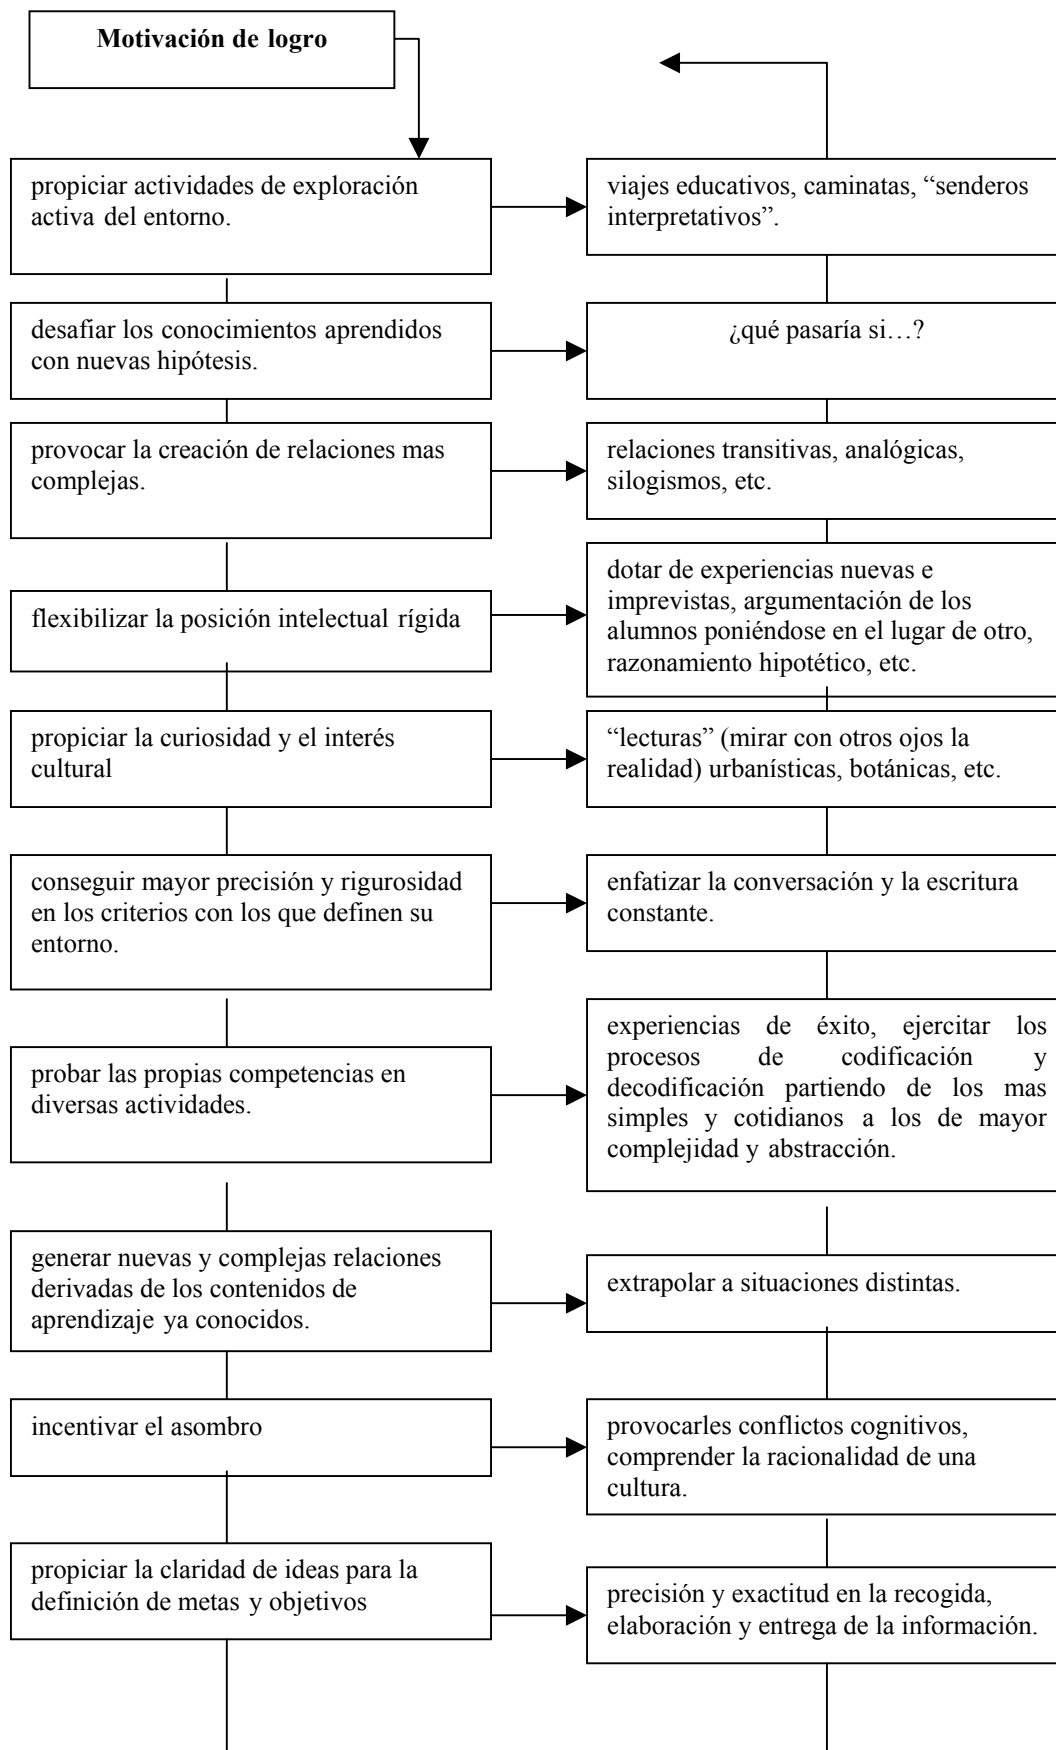 Motivación de logro
propiciar actividades de exploración
activa del entorno.
viajes educativos, caminatas, “senderos
interpretativos”.
desafiar los conocimientos aprendidos
con nuevas hipótesis.
¿qué pasaría si…?
provocar la creación de relaciones mas
complejas.
relaciones transitivas, analógicas,
silogismos, etc.
flexibilizar la posición intelectual rígida
dotar de experiencias nuevas e
imprevistas, argumentación de los
alumnos poniéndose en el lugar de otro,
razonamiento hipotético, etc.
propiciar la curiosidad y el interés
cultural
“lecturas” (mirar con otros ojos la
realidad) urbanísticas, botánicas, etc.
conseguir mayor precisión y rigurosidad
en los criterios con los que definen su
entorno.
enfatizar la conversación y la escritura
constante.
probar las propias competencias en
diversas actividades.
experiencias de éxito, ejercitar los
procesos de codificación y
decodificación partiendo de los mas
simples y cotidianos a los de mayor
complejidad y abstracción.
generar nuevas y complejas relaciones
derivadas de los contenidos de
aprendizaje ya conocidos.
extrapolar a situaciones distintas.
incentivar el asombro
provocarles conflictos cognitivos,
comprender la racionalidad de una
cultura.
propiciar la claridad de ideas para la
definición de metas y objetivos
precisión y exactitud en la recogida,
elaboración y entrega de la información.